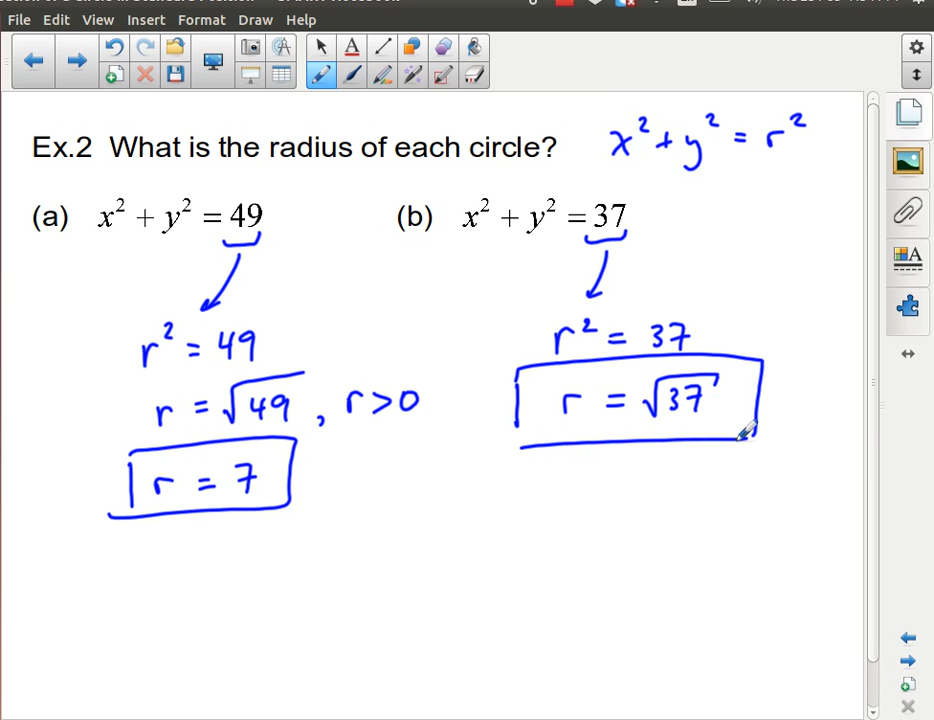 File Edit View Insert Format Draw Help
Ex.2 What is the radius of each circle? x² + y² = r²
(a) x² + y² = 49 (b) x² + y² = 37
r² = 49 r² = 37
r = √49 , r > 0 r = √37
r = 7